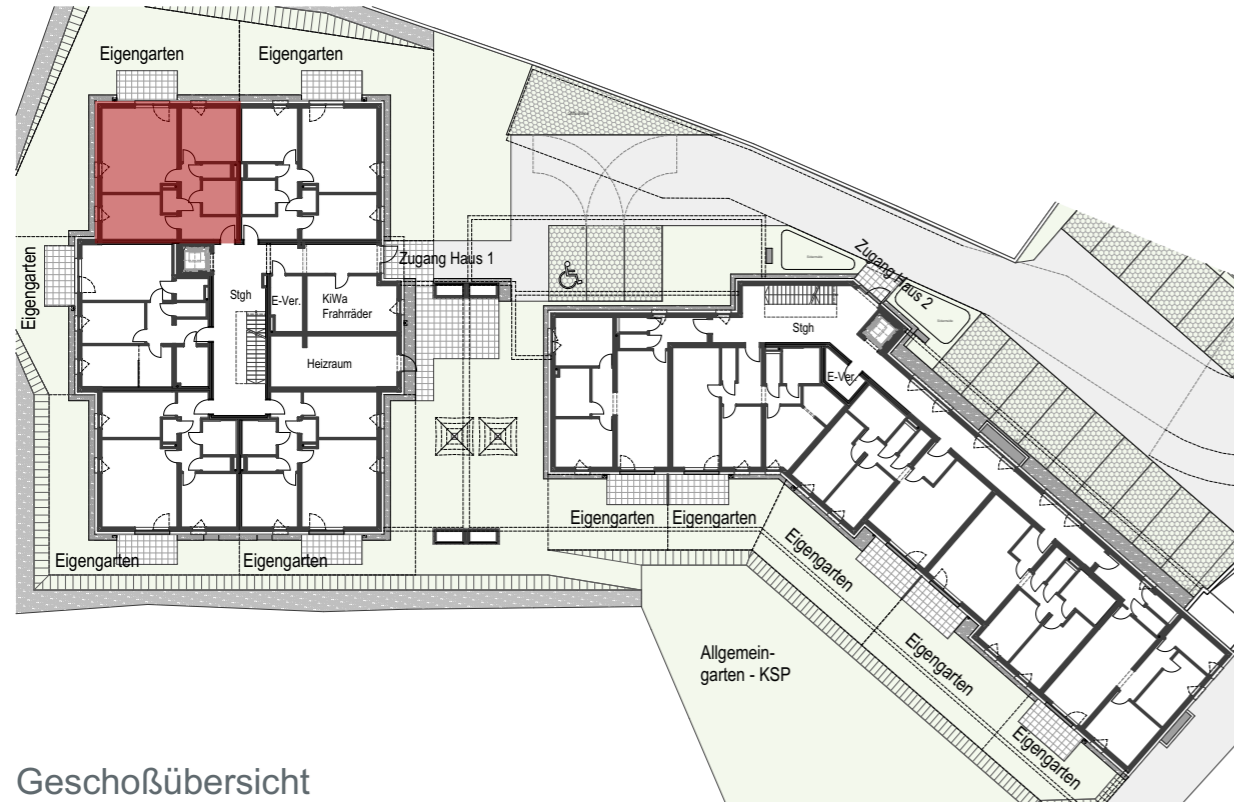 Eigengarten
Eigengarten
Eigengarten
Zugang Haus 1
Zugang Haus 2
Stgh
E-Ver.
KiWa
Frahrräder
Heizraum
Stgh
E-Ver.
Eigengarten
Eigengarten
Eigengarten
Eigengarten
Eigengarten
Eigengarten
Eigengarten
Allgemein-
garten - KSP
Geschoßübersicht